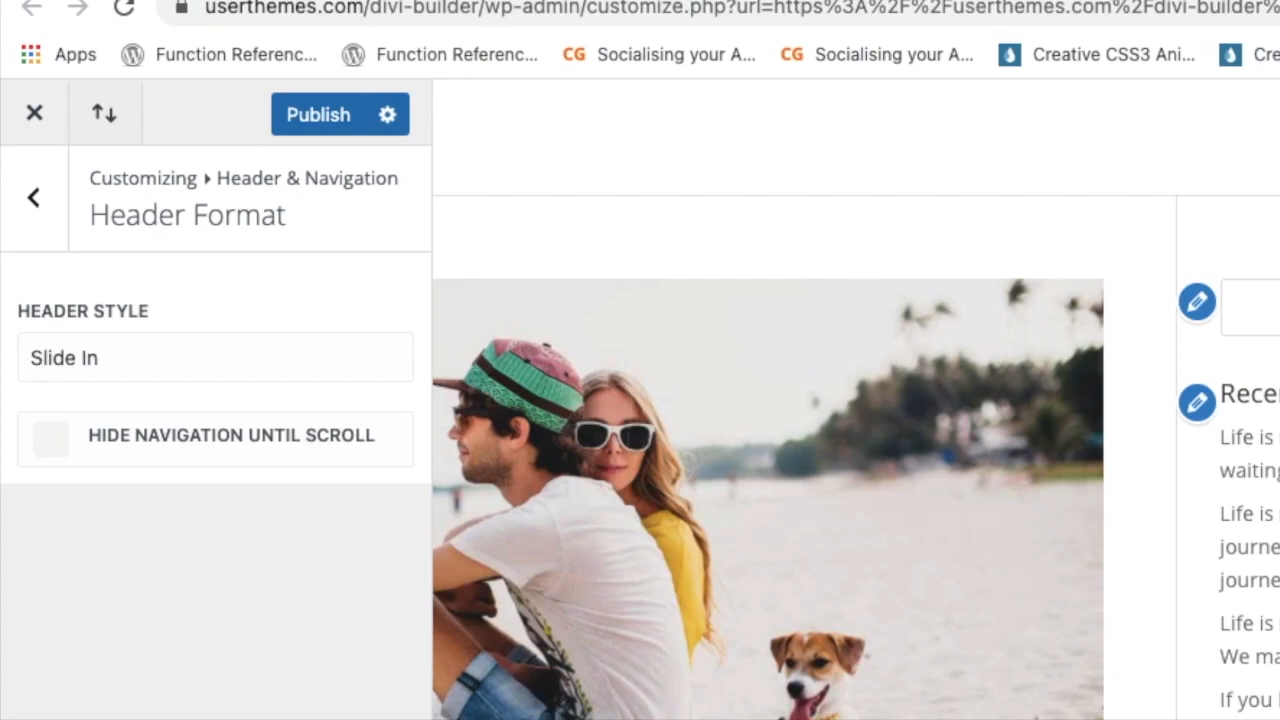 userthemes.com/divi-builder/wp-admin/customize.php?url=https%3A%2F%2Fuserthemes.com%2Fdivi-builder%
Apps Function Referenc... Function Referenc... CG Socialising your A... CG Socialising your A... Creative CSS3 Ani... Cre
Publish
Customizing Header & Navigation
Header Format
HEADER STYLE
Slide In
HIDE NAVIGATION UNTIL SCROLL
Rece
Life is
waiting
Life is
journe
journe
Life is
We ma
If you